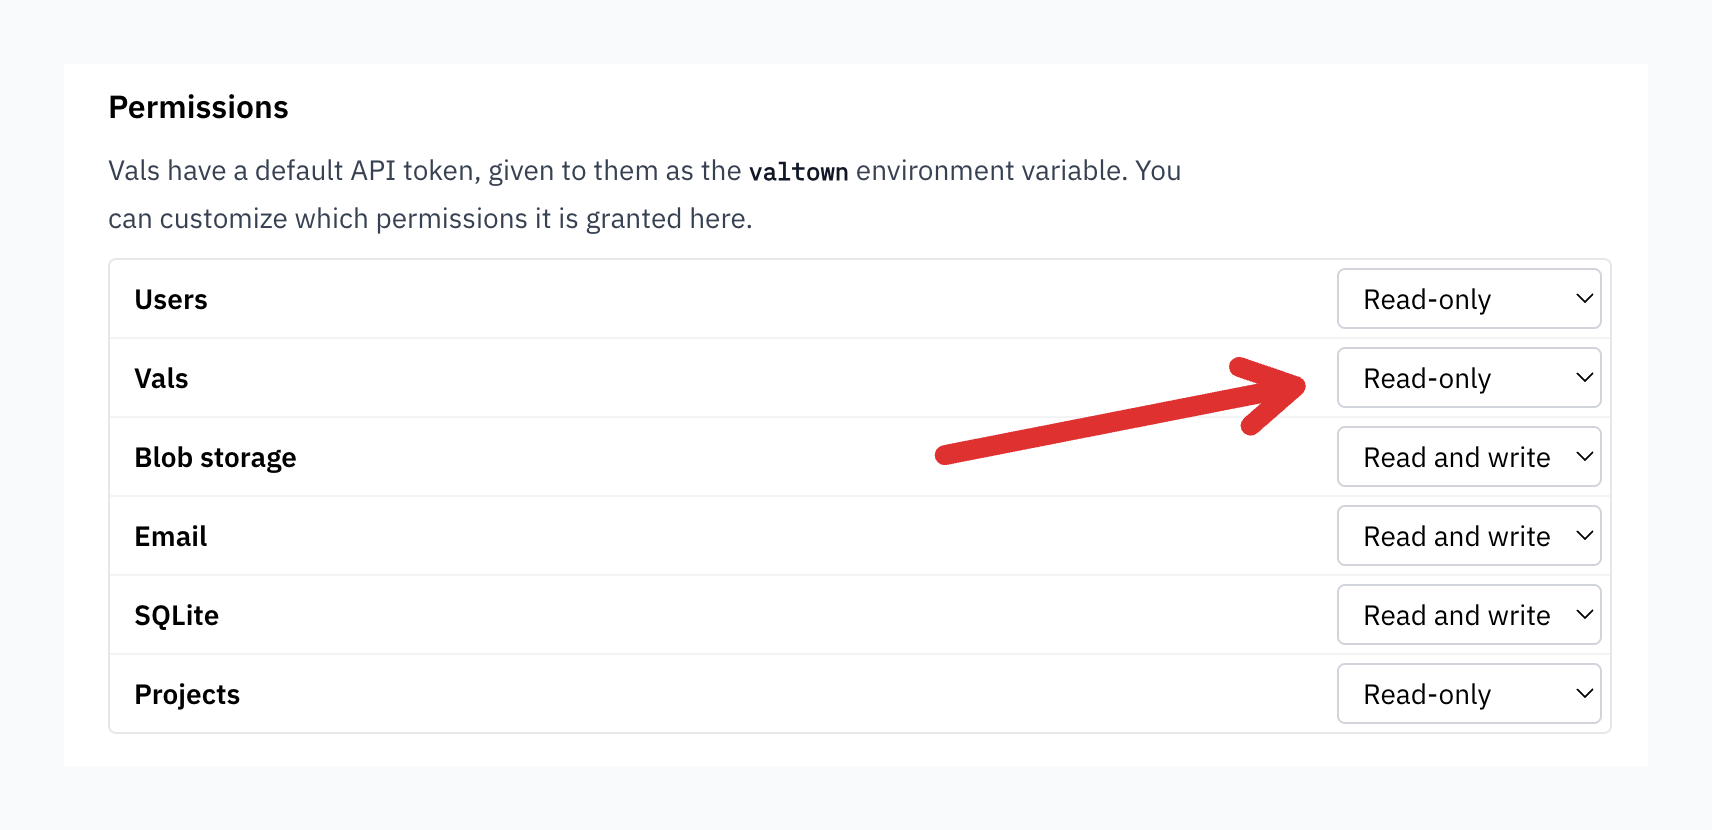 Permissions
Vals have a default API token, given to them as the valtown environment variable. You
can customize which permissions it is granted here.
Users Read-only
Vals Read-only
Blob storage Read and write
Email Read and write
SQLite Read and write
Projects Read-only